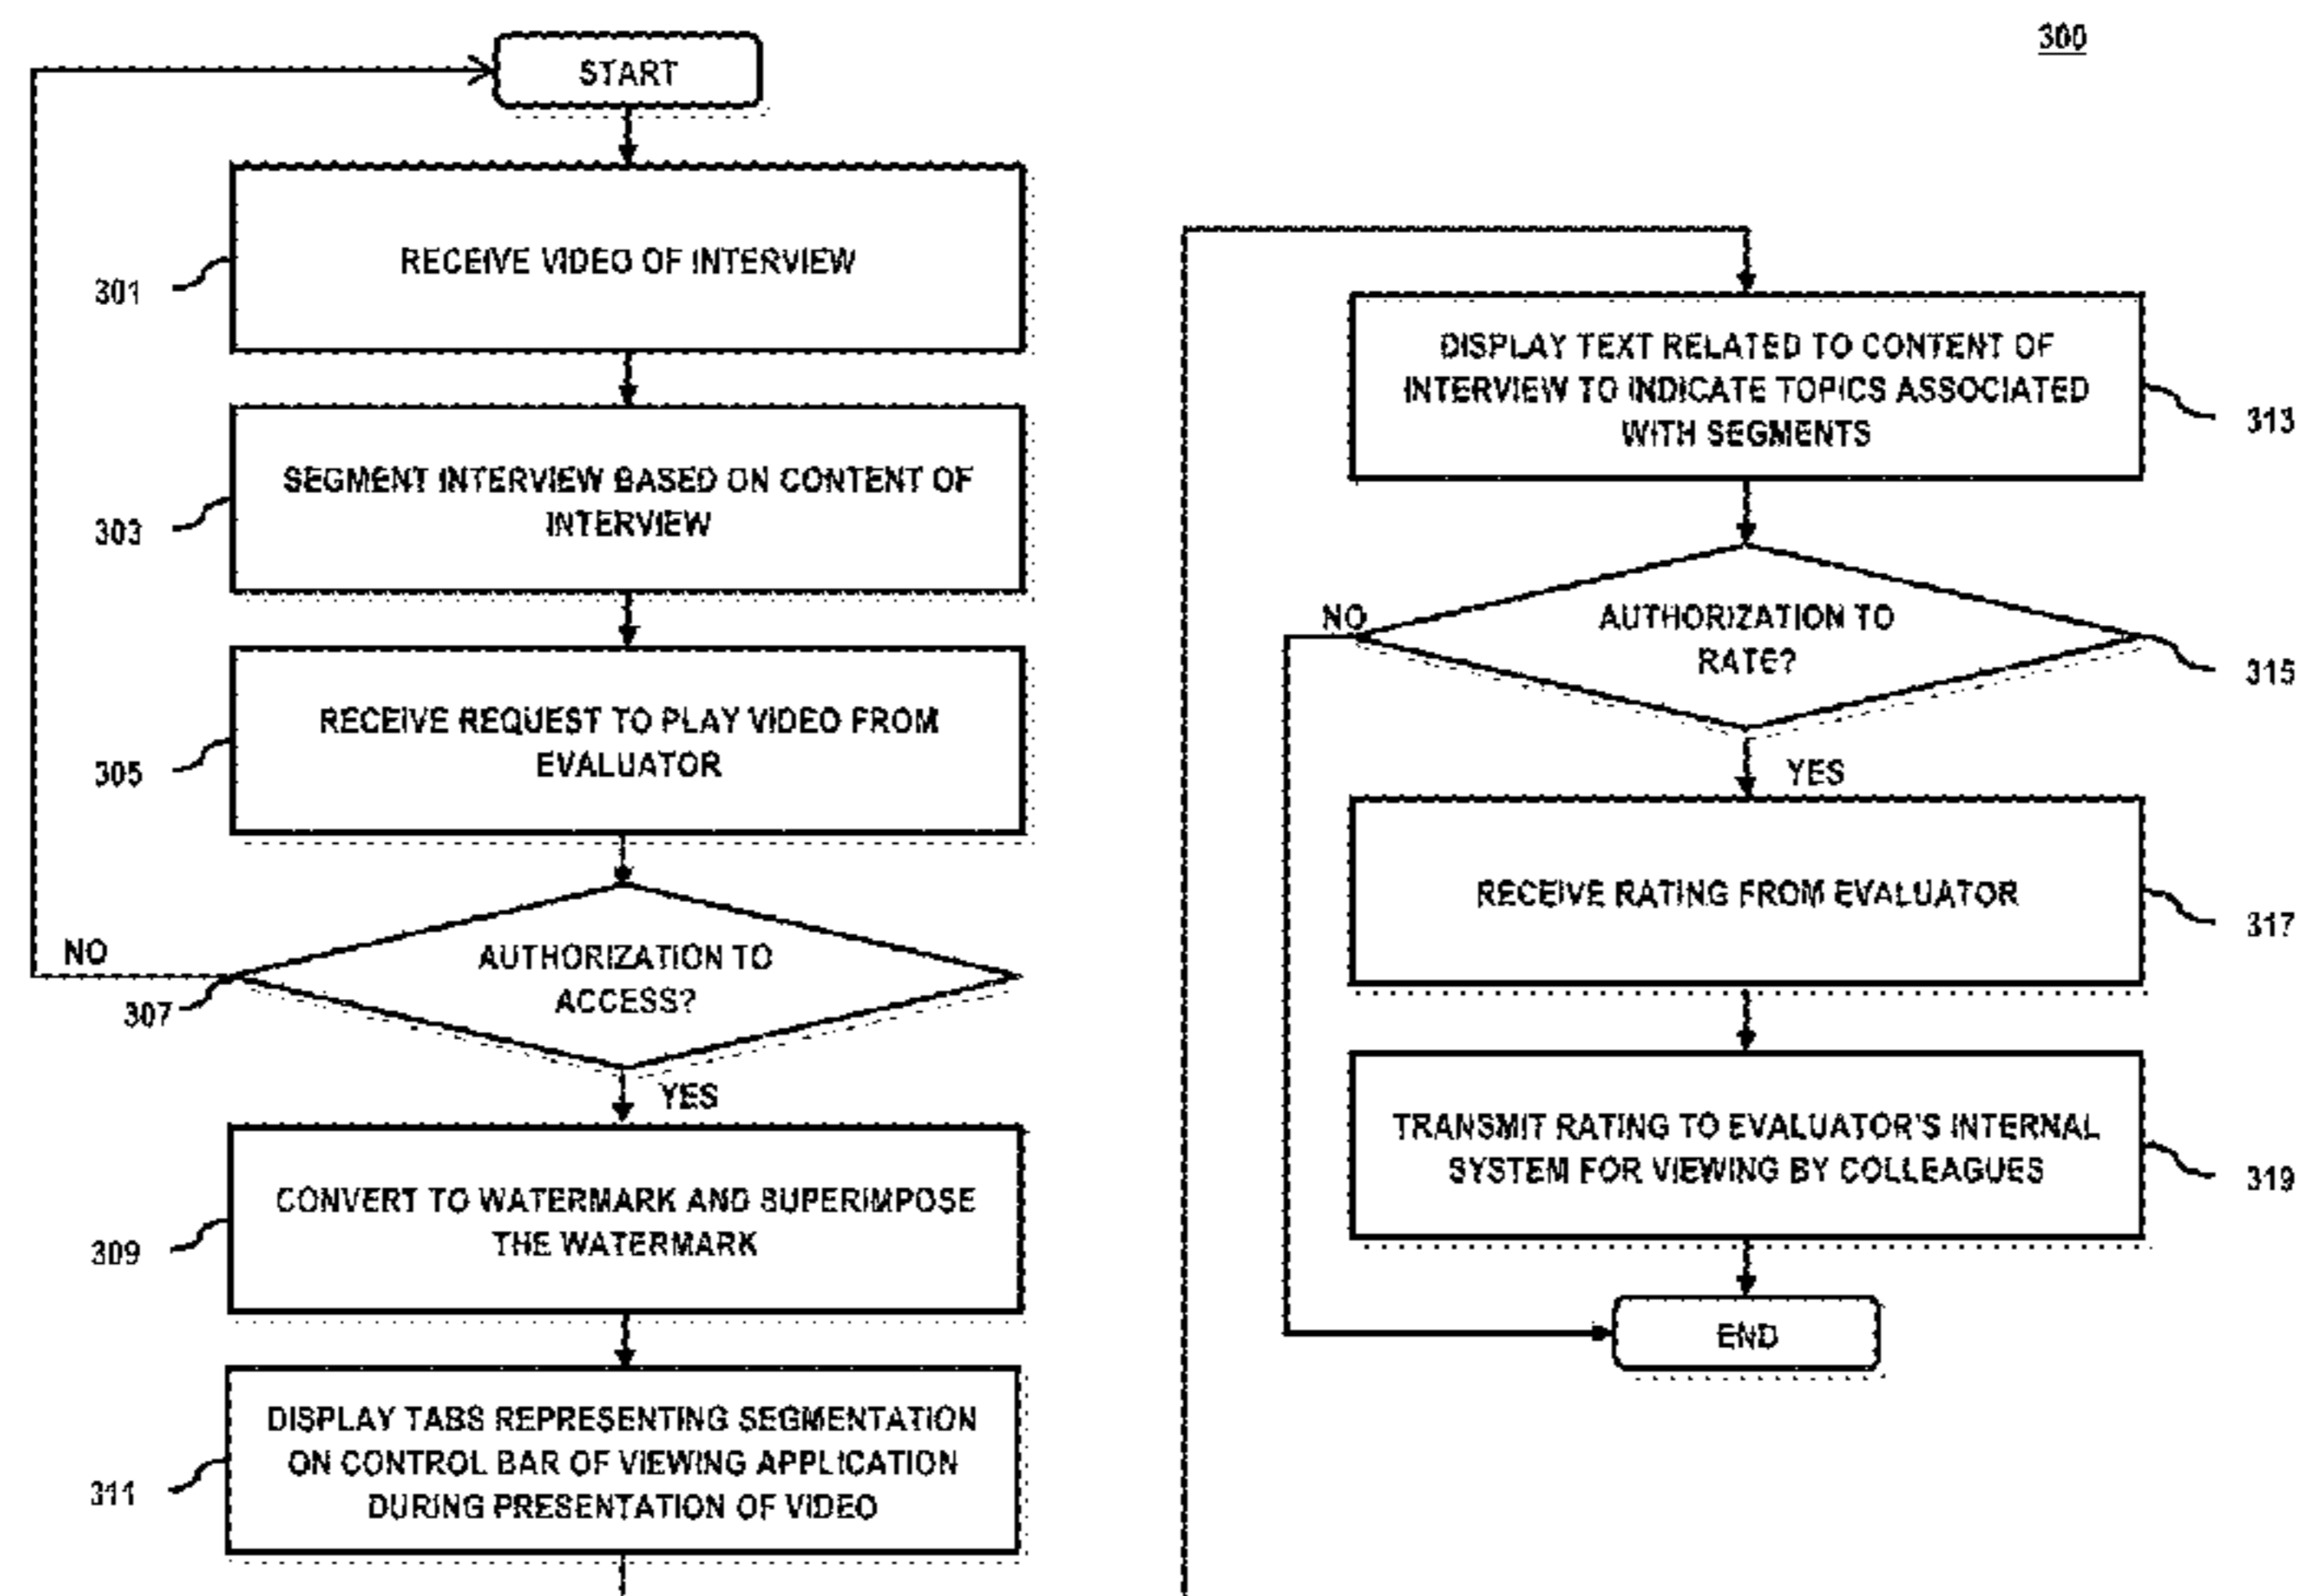 300
START
RECEIVE VIDEO OF INTERVIEW
301
SEGMENT INTERVIEW BASED ON CONTENT OF
INTERVIEW
303
RECEIVE REQUEST TO PLAY VIDEO FROM
EVALUATOR
305
NO
AUTHORIZATION TO
ACCESS?
307
YES
CONVERT TO WATERMARK AND SUPERIMPOSE
THE WATERMARK
309
DISPLAY TABS REPRESENTING SEGMENTATION
ON CONTROL BAR OF VIEWING APPLICATION
DURING PRESENTATION OF VIDEO
311
DISPLAY TEXT RELATED TO CONTENT OF
INTERVIEW TO INDICATE TOPICS ASSOCIATED
WITH SEGMENTS
313
NO
AUTHORIZATION TO
RATE?
315
YES
RECEIVE RATING FROM EVALUATOR
317
TRANSMIT RATING TO EVALUATOR'S INTERNAL
SYSTEM FOR VIEWING BY COLLEAGUES
319
END